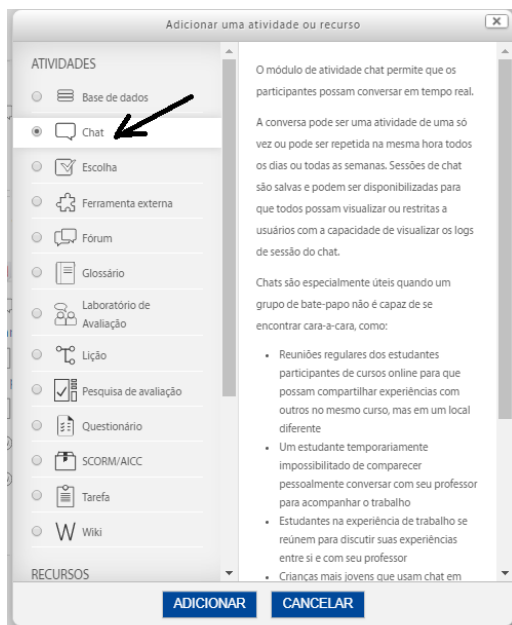 Adicionar uma atividade ou recurso
x
ATIVIDADES
Base de dados
Chat
Escolha
Ferramenta externa
Fórum
Glossário
Laboratório de
Avaliação
Lição
Pesquisa de avaliação
Questionário
SCORM/AICC
Tarefa
Wiki
RECURSOS
O módulo de atividade chat permite que os
participantes possam conversar em tempo real.
A conversa pode ser uma atividade de uma só
vez ou pode ser repetida na mesma hora todos
os dias ou todas as semanas. Sessões de chat
são salvas e podem ser disponibilizadas para
que todos possam visualizar ou restritas a
usuários com a capacidade de visualizar os logs
de sessão do chat.
Chats são especialmente úteis quando um
grupo de bate-papo não é capaz de se
encontrar cara-a-cara, como:
• Reuniões regulares dos estudantes
participantes de cursos online para que
possam compartilhar experiências com
outros no mesmo curso, mas em um local
diferente
• Um estudante temporariamente
impossibilitado de comparecer
pessoalmente conversar com seu professor
para acompanhar o trabalho
• Estudantes na experiência de trabalho se
reúnem para discutir suas experiências
entre si e com seu professor
• Crianças mais jovens que usam chat em
ADICIONAR
CANCELAR